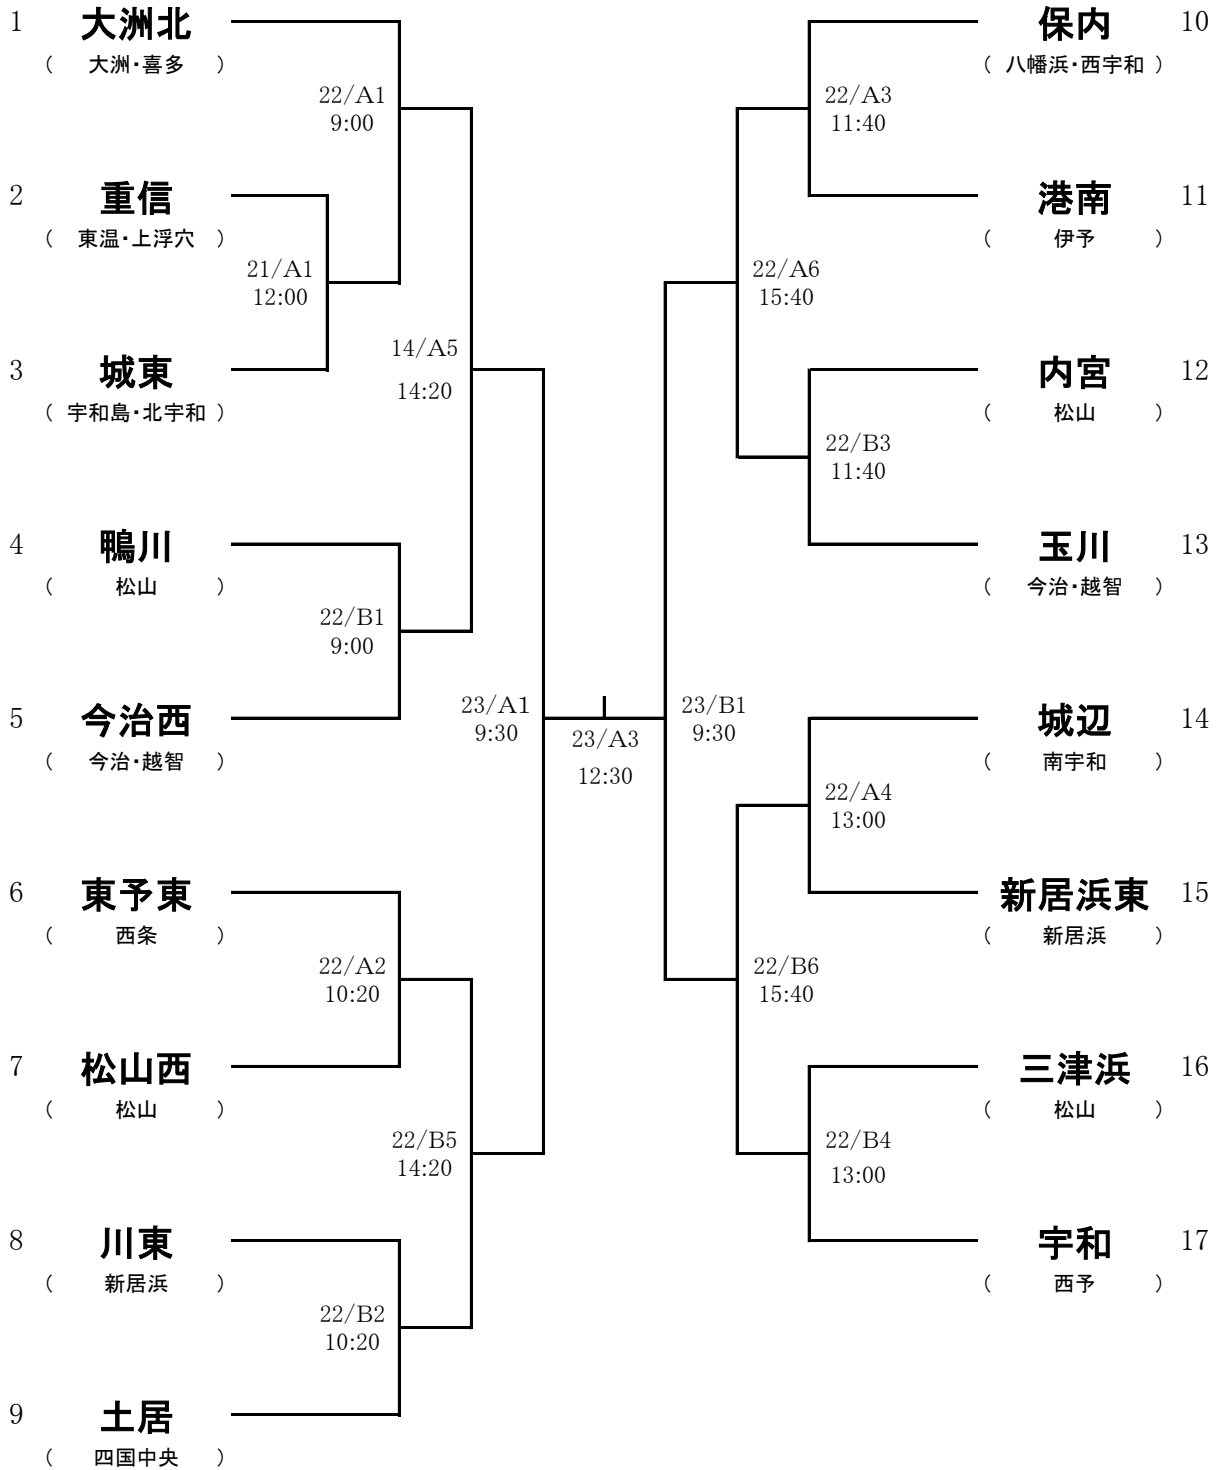 1 大洲北
( 大洲・喜多 )
22/A1
9:00
2 重信
( 東温・上浮穴 )
21/A1
12:00
3 城東
( 宇和島・北宇和 )
14/A5
14:20
4 鴨川
( 松山 )
22/B1
9:00
5 今治西
( 今治・越智 )
23/A1
9:30
6 東予東
( 西条 )
22/A2
10:20
7 松山西
( 松山 )
22/B5
14:20
8 川東
( 新居浜 )
22/B2
10:20
9 土居
( 四国中央 )
23/A3
12:30
保内 10
( 八幡浜・西宇和 )
22/A3
11:40
港南 11
( 伊予 )
22/A6
15:40
内宮 12
( 松山 )
22/B3
11:40
玉川 13
( 今治・越智 )
23/B1
9:30
城辺 14
( 南宇和 )
22/A4
13:00
新居浜東 15
( 新居浜 )
22/B6
15:40
三津浜 16
( 松山 )
22/B4
13:00
宇和 17
( 西予 )